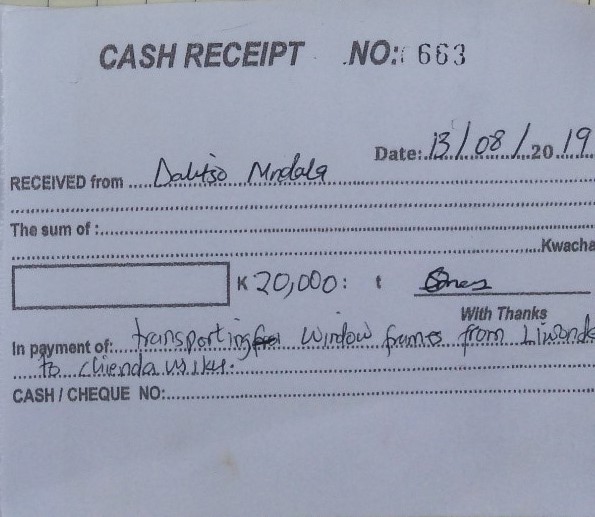 CASH RECEIPT NO: 663
Date: 13/08/2019
RECEIVED from Dalitso Mndala
The sum of :
Kwacha
K 20,000: t
With Thanks
In payment of: transporting window frames from Liwonde
to
CASH / CHEQUE NO: